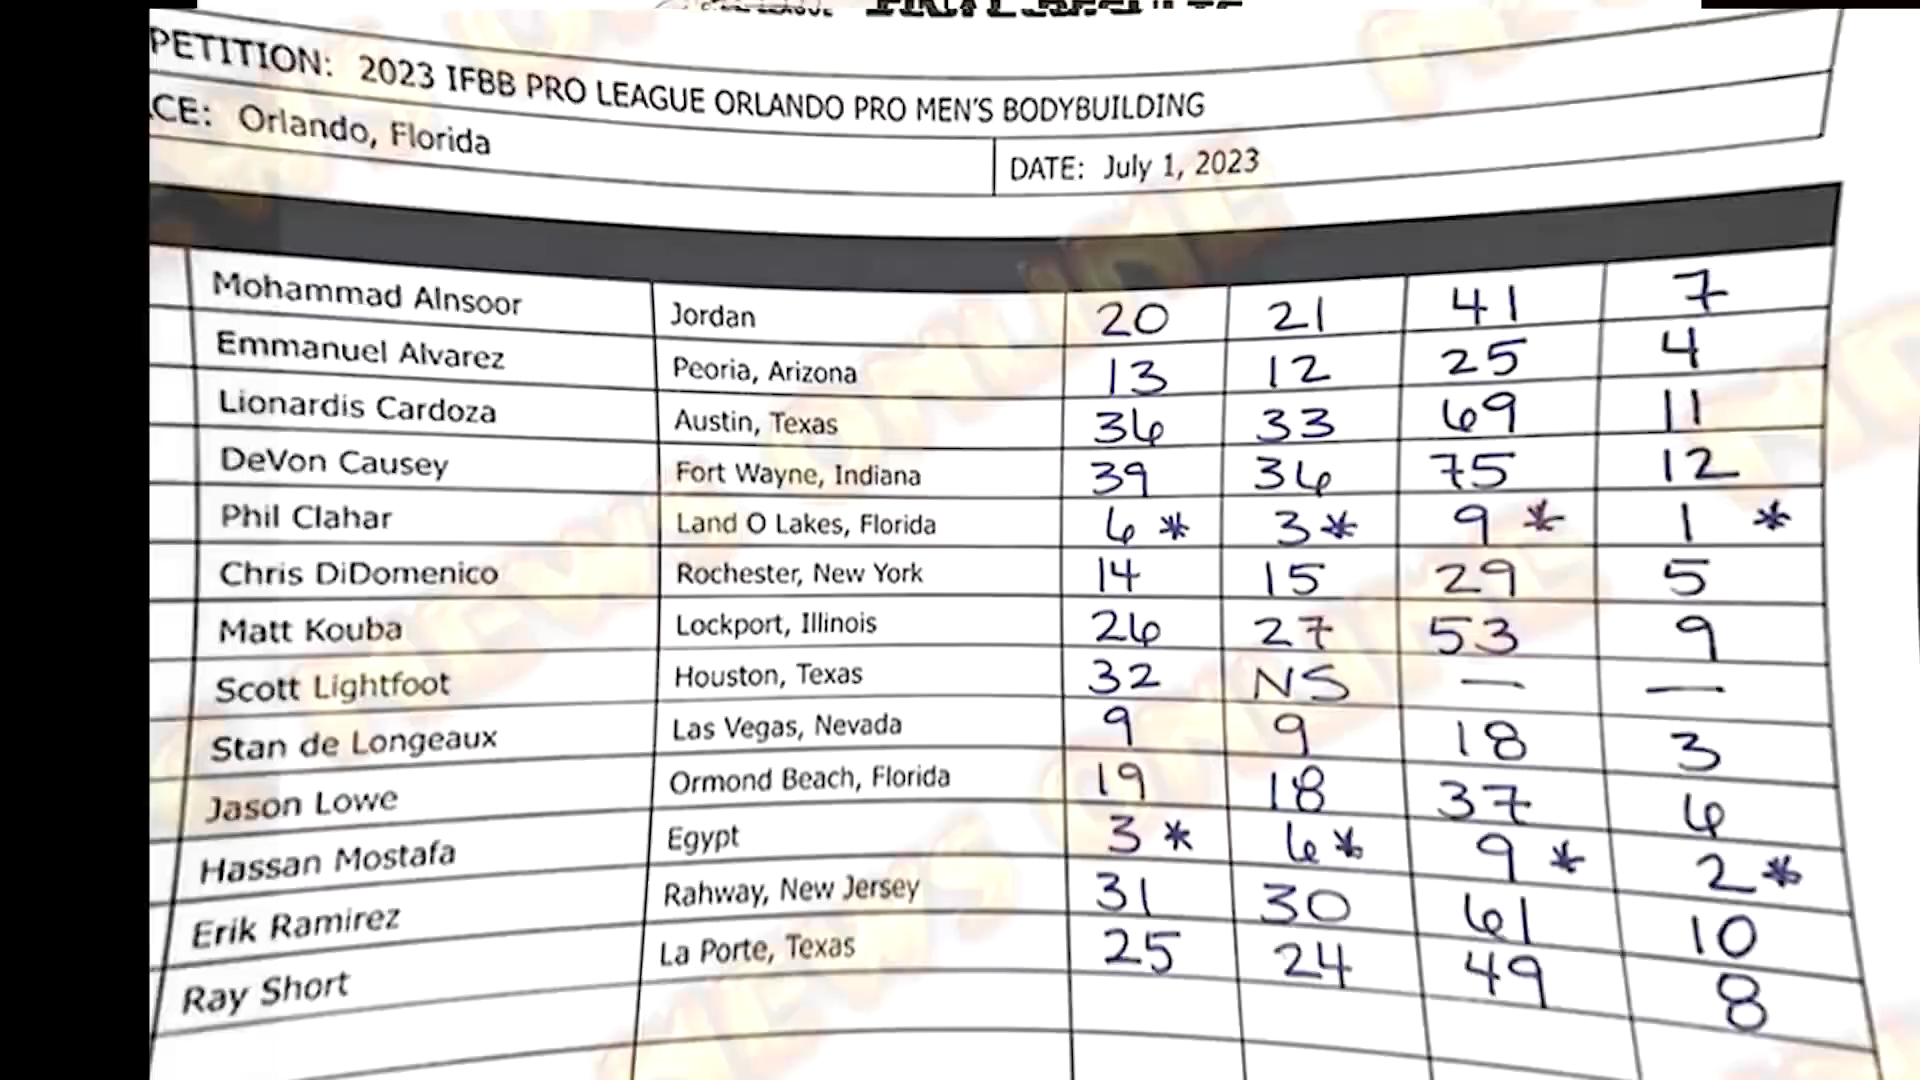 PETITION: 2023 IFBB PRO LEAGUE ORLANDO PRO MEN'S BODYBUILDING
CE: Orlando, Florida DATE: July 1, 2023
Mohammad Alnsoor Jordan 20 21 41 7
Emmanuel Alvarez Peoria, Arizona 13 12 25 4
Lionardis Cardoza Austin, Texas 36 33 69 11
DeVon Causey Fort Wayne, Indiana 39 36 75 12
Phil Clahar Land O Lakes, Florida 6 * 3 * 9 * 1 *
Chris DiDomenico Rochester, New York 14 15 29 5
Matt Kouba Lockport, Illinois 26 27 53 9
Scott Lightfoot Houston, Texas 32 NS — —
Stan de Longeaux Las Vegas, Nevada 9 9 18 3
Jason Lowe Ormond Beach, Florida 19 18 37 6
Hassan Mostafa Egypt 3 * 6 * 9 * 2 *
Erik Ramirez Rahway, New Jersey 31 30 61 10
Ray Short La Porte, Texas 25 24 49 8